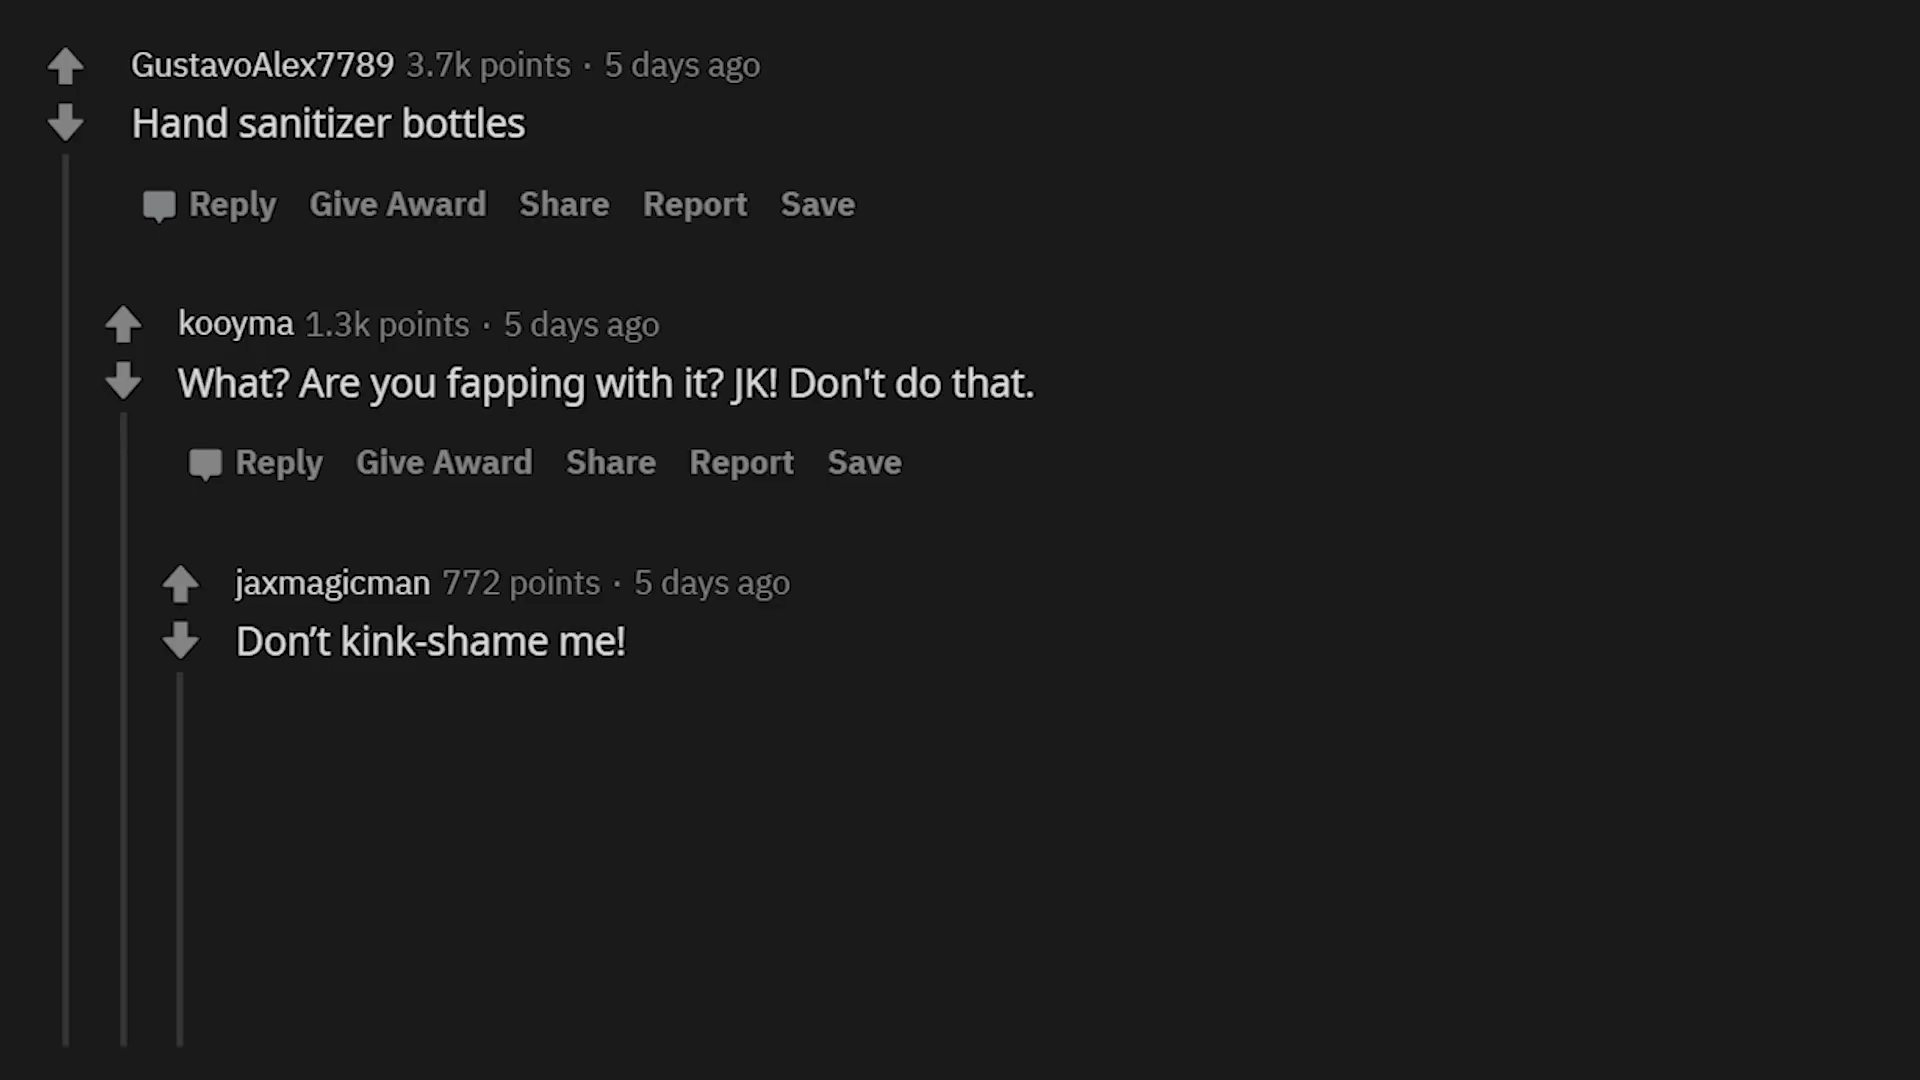 GustavoAlex7789 3.7k points · 5 days ago
Hand sanitizer bottles
Reply Give Award Share Report Save
kooyma 1.3k points · 5 days ago
What? Are you fapping with it? JK! Don't do that.
Reply Give Award Share Report Save
jaxmagicman 772 points · 5 days ago
Don’t kink-shame me!